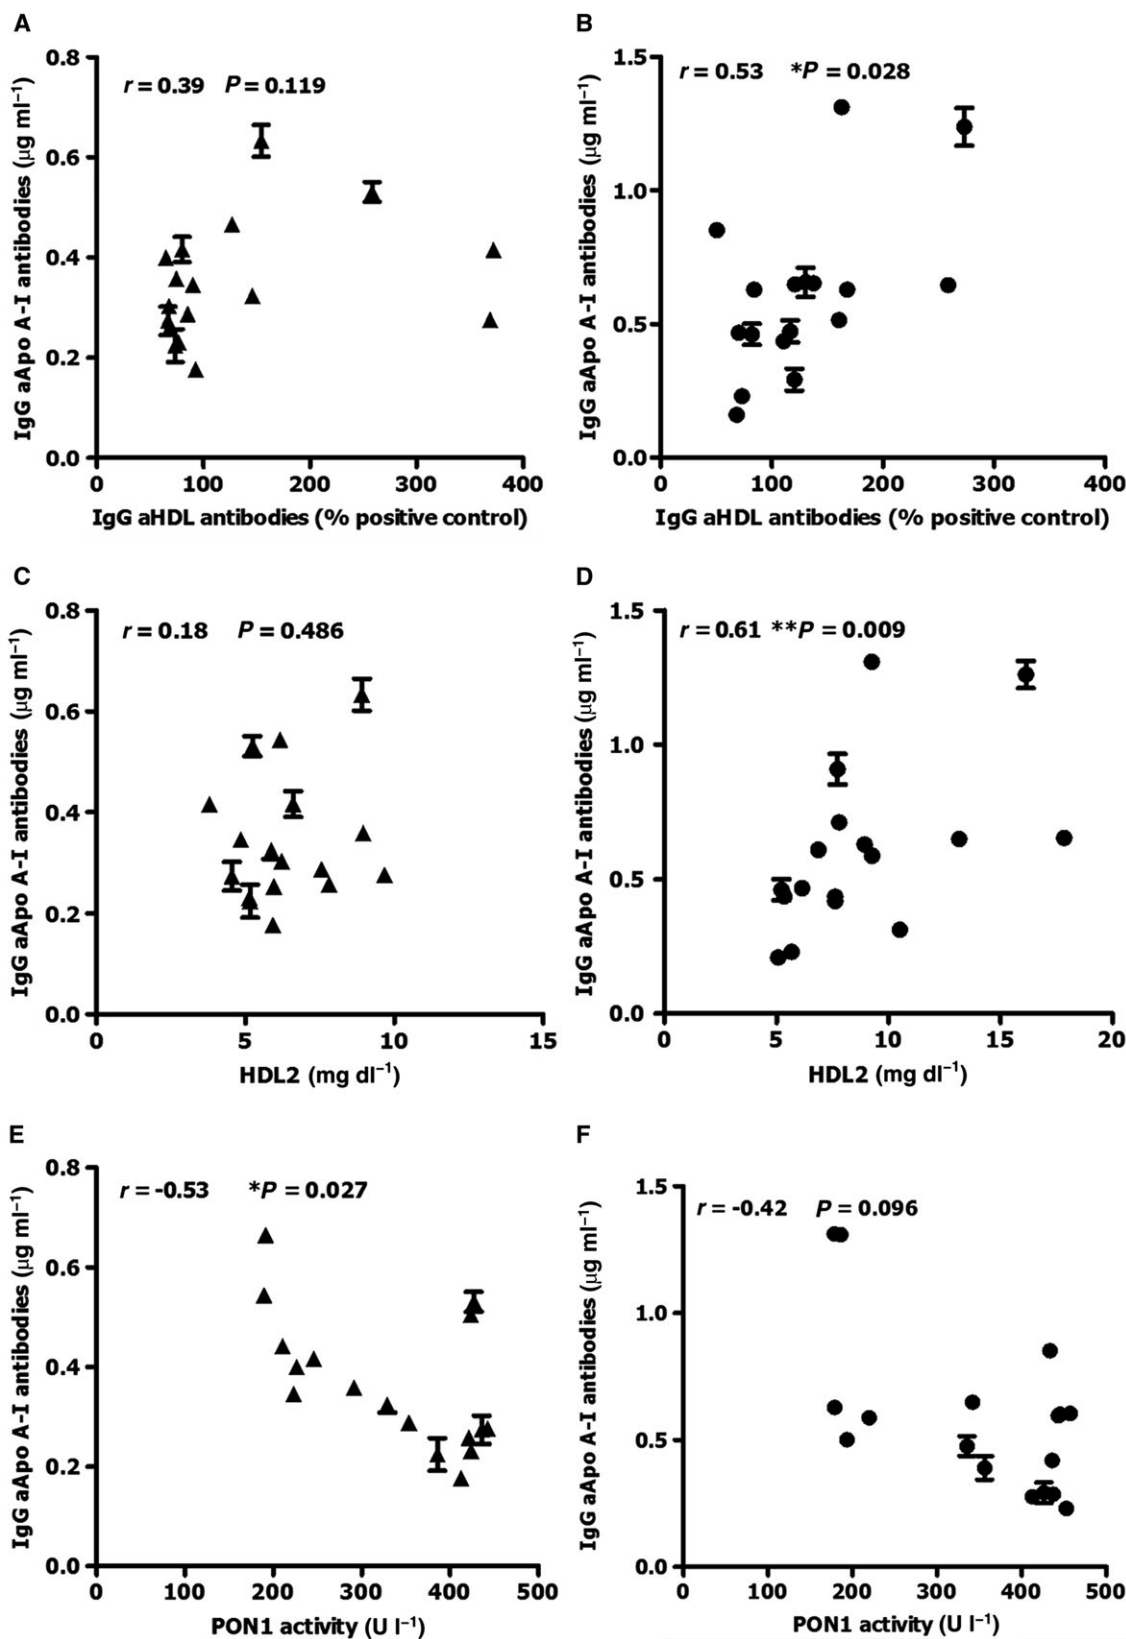 A
IgG aApo A-I antibodies (µg ml⁻¹)
0.8
0.6
0.4
0.2
0.0
r = 0.39 P = 0.119
0 100 200 300 400
IgG aHDL antibodies (% positive control)
B
IgG aApo A-I antibodies (µg ml⁻¹)
1.5
1.0
0.5
0.0
r = 0.53 *P = 0.028
0 100 200 300 400
IgG aHDL antibodies (% positive control)
C
IgG aApo A-I antibodies (µg ml⁻¹)
0.8
0.6
0.4
0.2
0.0
r = 0.18 P = 0.486
0 5 10 15
HDL2 (mg dl⁻¹)
D
IgG aApo A-I antibodies (µg ml⁻¹)
1.5
1.0
0.5
0.0
r = 0.61 **P = 0.009
0 5 10 15 20
HDL2 (mg dl⁻¹)
E
IgG aApo A-I antibodies (µg ml⁻¹)
0.8
0.6
0.4
0.2
0.0
r = -0.53 *P = 0.027
0 100 200 300 400 500
PON1 activity (U l⁻¹)
F
IgG aApo A-I antibodies (µg ml⁻¹)
1.5
1.0
0.5
0.0
r = -0.42 P = 0.096
0 100 200 300 400 500
PON1 activity (U l⁻¹)